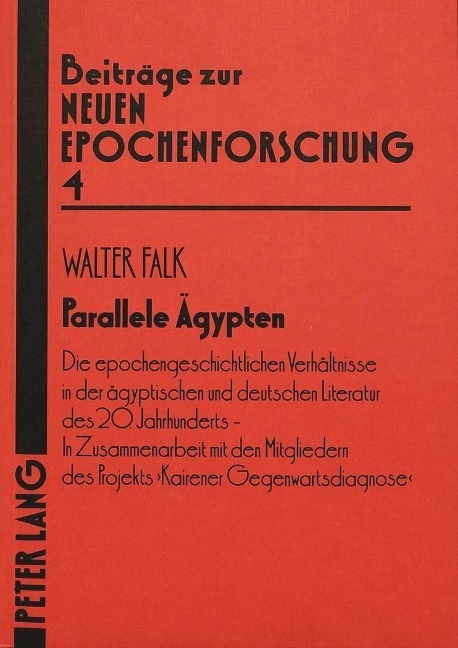 Beiträge zur
NEUEN
EPOCHENFORSCHUNG
4
WALTER FALK
Parallele Ägypten
Die epochengeschichtlichen Verhältnisse
in der ägyptischen und deutschen Literatur
des 20. Jahrhunderts –
In Zusammenarbeit mit den Mitgliedern
des Projekts ›Kairener Gegenwartsdiagnose‹
PETER LANG